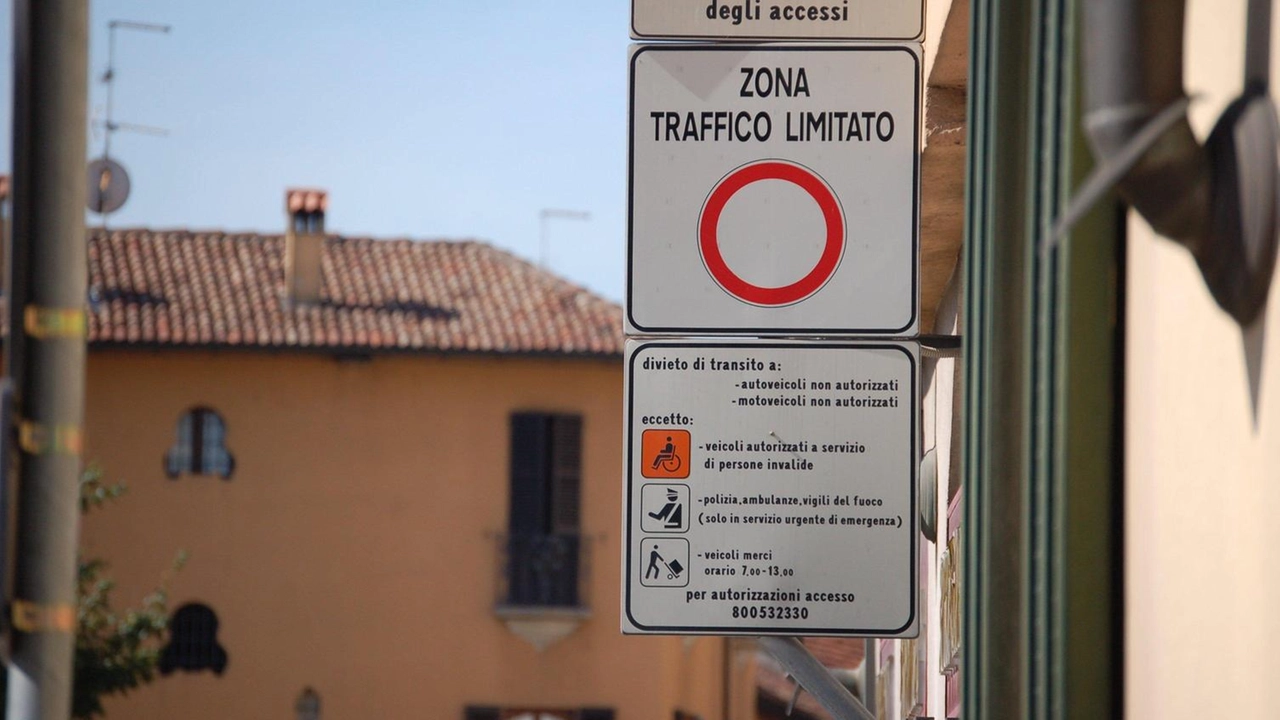 degli accessi
ZONA
TRAFFICO LIMITATO
divieto di transito a:
-autoveicoli non autorizzati
-motoveicoli non autorizzati
eccetto:
-veicoli autorizzati a servizio
di persone invalide
-polizia,ambulanze,vigili del fuoco
(solo in servizio urgente di emergenza)
-veicoli merci
orario 7,00-13,00
per autorizzazioni accesso
800532330